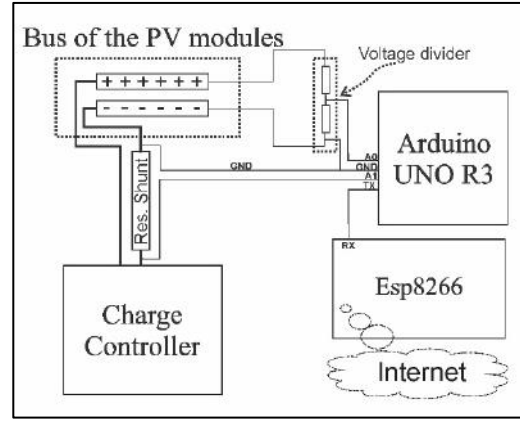 Bus of the PV modules
Voltage divider
+ + + + + +
- - - - - -
Arduino
UNO R3
A0
GND
A1
TX
GND
Res. Shunt
RX
Esp8266
Charge
Controller
Internet